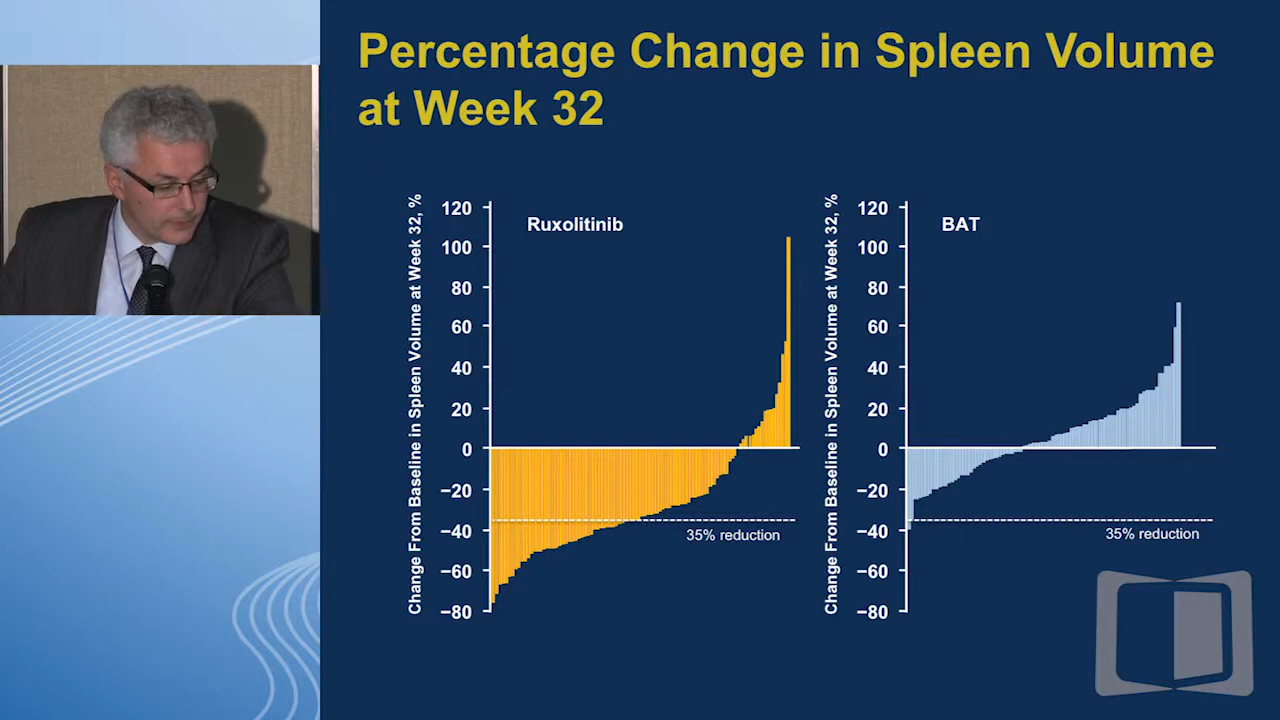 Percentage Change in Spleen Volume
at Week 32
Change From Baseline in Spleen Volume at Week 32, %
120
100
80
60
40
20
0
−20
−40
−60
−80
Ruxolitinib
35% reduction
Change From Baseline in Spleen Volume at Week 32, %
120
100
80
60
40
20
0
−20
−40
−60
−80
BAT
35% reduction